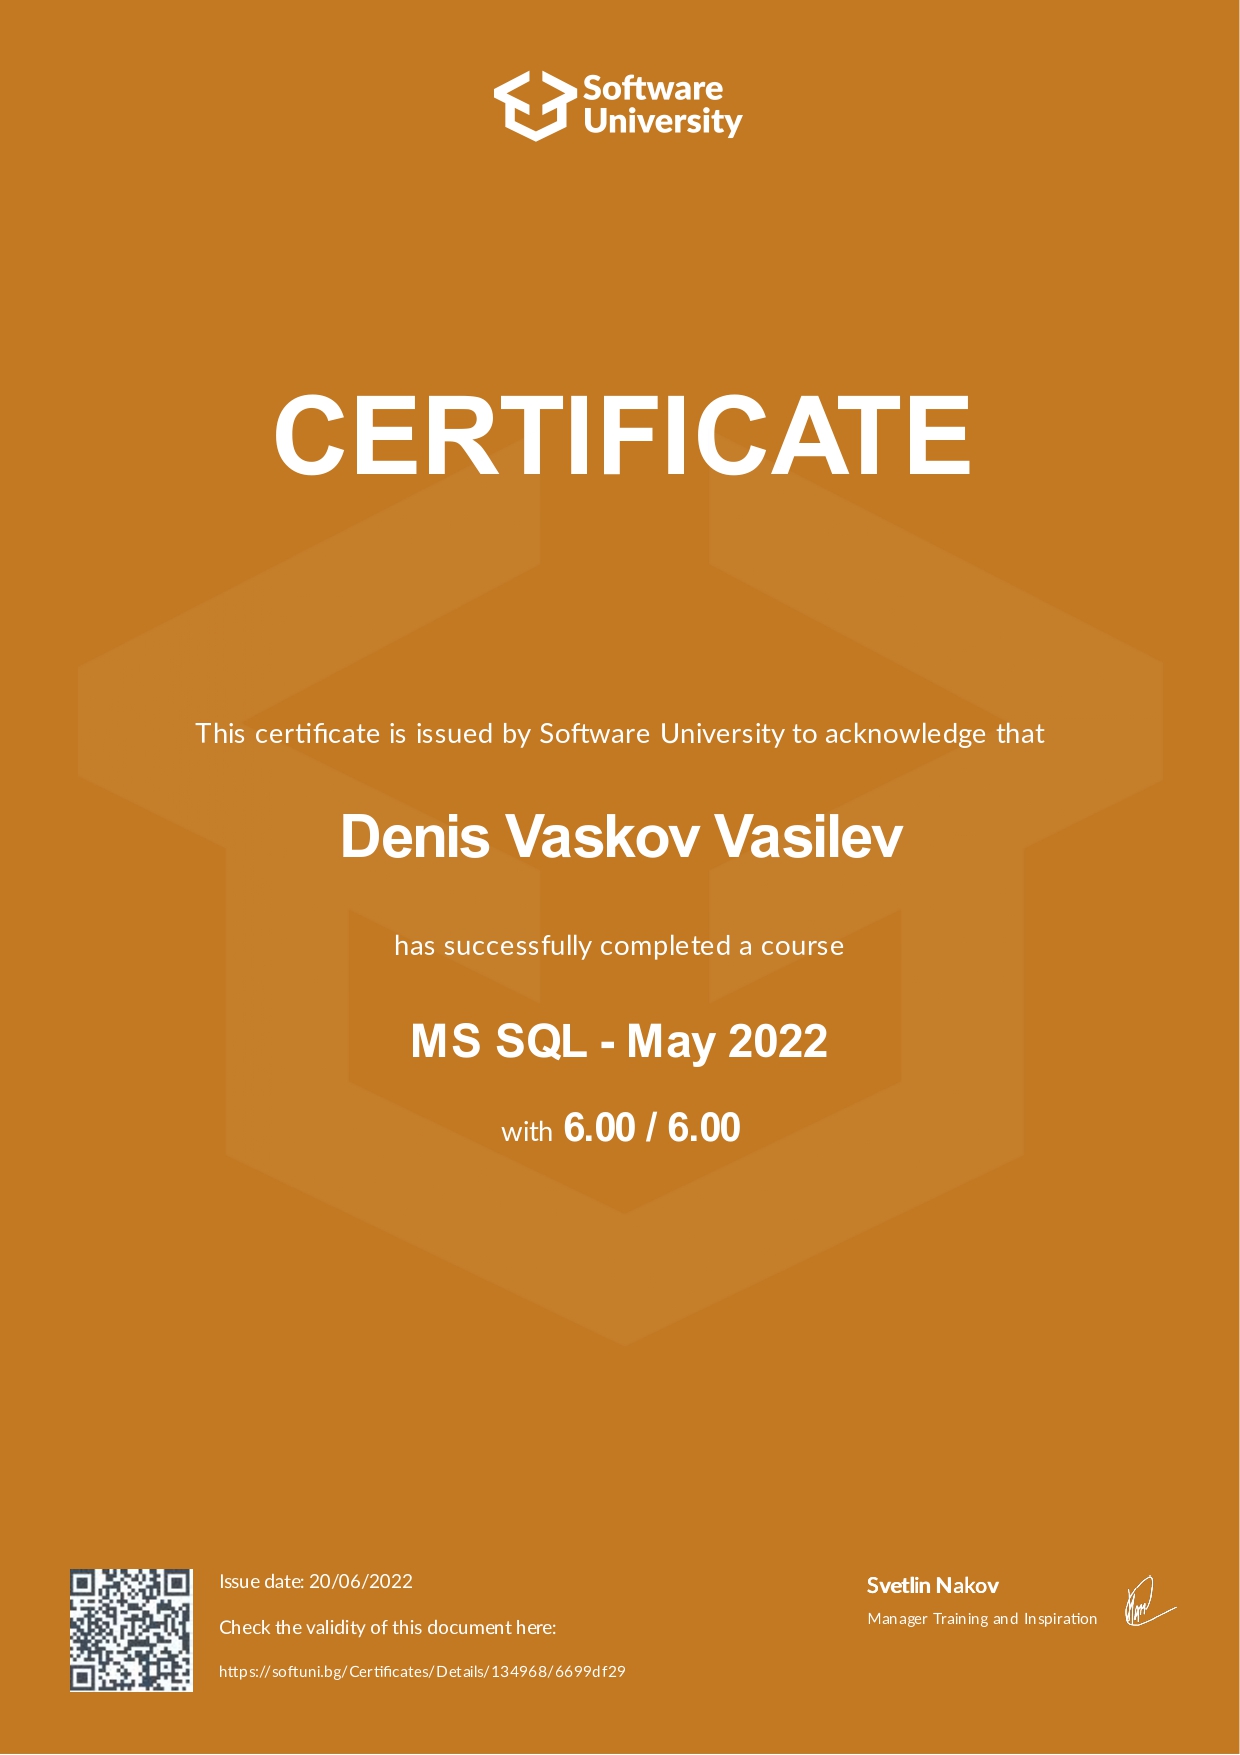 Software
University
CERTIFICATE
This certificate is issued by Software University to acknowledge that
Denis Vaskov Vasilev
has successfully completed a course
MS SQL - May 2022
with 6.00 / 6.00
Issue date: 20/06/2022
Check the validity of this document here:
https://softuni.bg/Certificates/Details/134968/6699df29
Svetlin Nakov
Manager Training and Inspiration